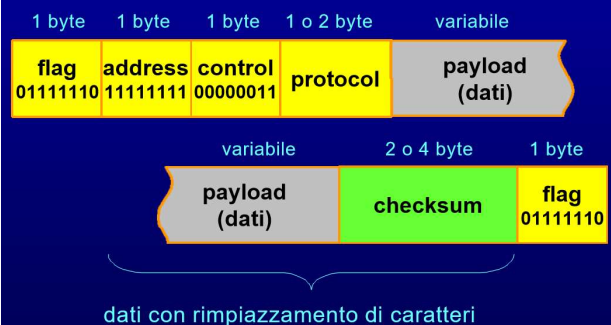 1 byte 1 byte 1 byte 1 o 2 byte variabile
flag address control protocol payload
01111110 11111111 00000011 (dati)
variabile 2 o 4 byte 1 byte
payload checksum flag
(dati) 01111110
dati con rimpiazzamento di caratteri